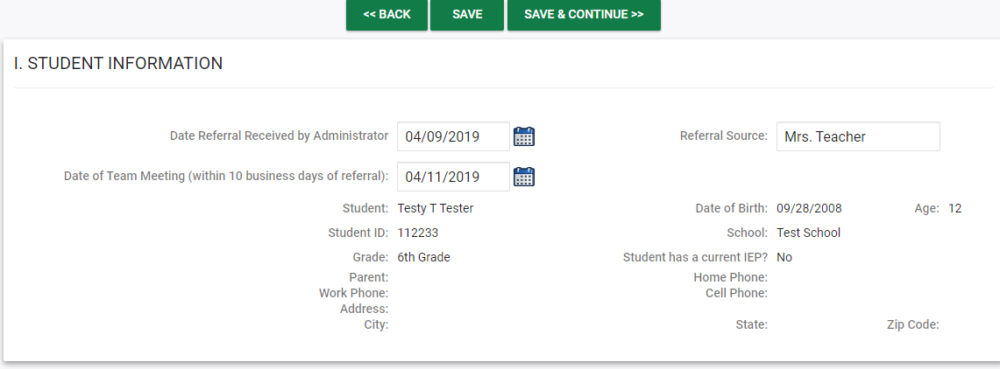 << BACK SAVE SAVE & CONTINUE >>
I. STUDENT INFORMATION
Date Referral Received by Administrator 04/09/2019 Referral Source: Mrs. Teacher
Date of Team Meeting (within 10 business days of referral): 04/11/2019
Student: Testy T Tester Date of Birth: 09/28/2008 Age: 12
Student ID: 112233 School: Test School
Grade: 6th Grade Student has a current IEP? No
Parent: Home Phone:
Work Phone: Cell Phone:
Address:
City: State: Zip Code: